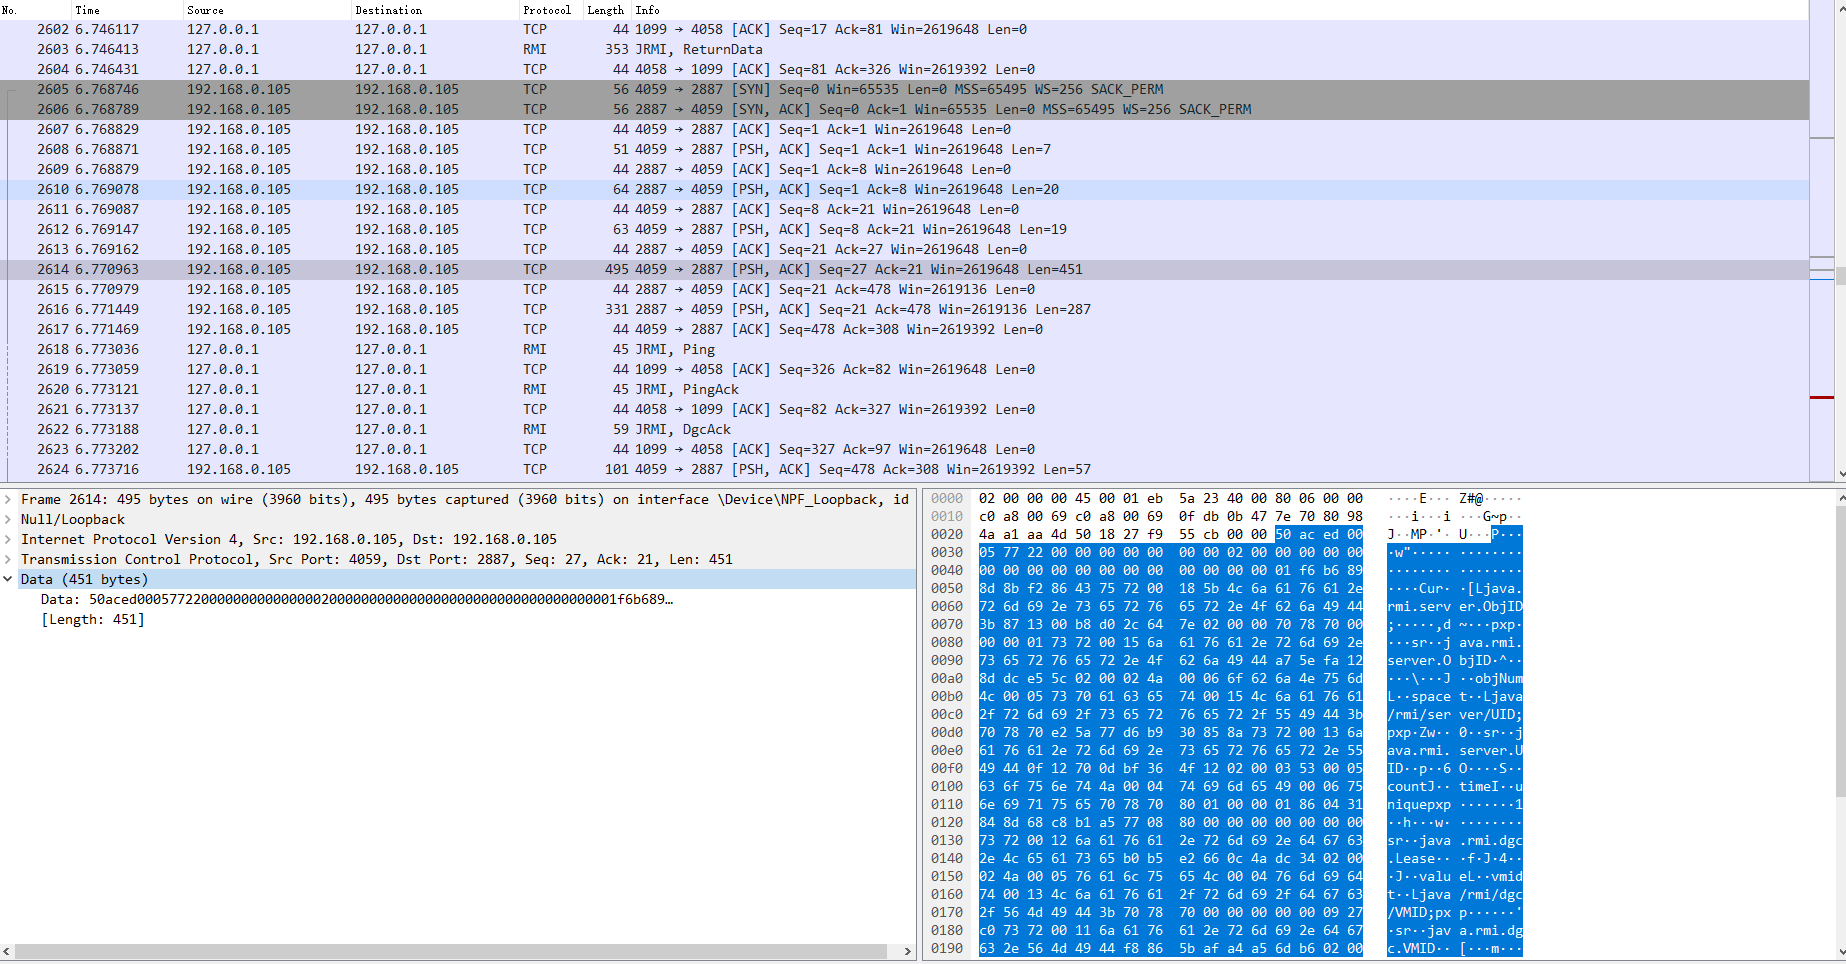 No. Time Source Destination Protocol Length Info
2602 6.746117 127.0.0.1 127.0.0.1 TCP 44 1099 → 4058 [ACK] Seq=17 Ack=81 Win=2619648 Len=0
2603 6.746413 127.0.0.1 127.0.0.1 RMI 353 JRMI, ReturnData
2604 6.746431 127.0.0.1 127.0.0.1 TCP 44 4058 → 1099 [ACK] Seq=81 Ack=326 Win=2619392 Len=0
2605 6.768746 192.168.0.105 192.168.0.105 TCP 56 4059 → 2887 [SYN] Seq=0 Win=65535 Len=0 MSS=65495 WS=256 SACK_PERM
2606 6.768789 192.168.0.105 192.168.0.105 TCP 56 2887 → 4059 [SYN, ACK] Seq=0 Ack=1 Win=65535 Len=0 MSS=65495 WS=256 SACK_PERM
2607 6.768829 192.168.0.105 192.168.0.105 TCP 44 4059 → 2887 [ACK] Seq=1 Ack=1 Win=2619648 Len=0
2608 6.768871 192.168.0.105 192.168.0.105 TCP 51 4059 → 2887 [PSH, ACK] Seq=1 Ack=1 Win=2619648 Len=7
2609 6.768879 192.168.0.105 192.168.0.105 TCP 44 2887 → 4059 [ACK] Seq=1 Ack=8 Win=2619648 Len=0
2610 6.769078 192.168.0.105 192.168.0.105 TCP 64 2887 → 4059 [PSH, ACK] Seq=1 Ack=8 Win=2619648 Len=20
2611 6.769087 192.168.0.105 192.168.0.105 TCP 44 4059 → 2887 [ACK] Seq=8 Ack=21 Win=2619648 Len=0
2612 6.769147 192.168.0.105 192.168.0.105 TCP 63 4059 → 2887 [PSH, ACK] Seq=8 Ack=21 Win=2619648 Len=19
2613 6.769162 192.168.0.105 192.168.0.105 TCP 44 2887 → 4059 [ACK] Seq=21 Ack=27 Win=2619648 Len=0
2614 6.770963 192.168.0.105 192.168.0.105 TCP 495 4059 → 2887 [PSH, ACK] Seq=27 Ack=21 Win=2619648 Len=451
2615 6.770979 192.168.0.105 192.168.0.105 TCP 44 2887 → 4059 [ACK] Seq=21 Ack=478 Win=2619136 Len=0
2616 6.771449 192.168.0.105 192.168.0.105 TCP 331 2887 → 4059 [PSH, ACK] Seq=21 Ack=478 Win=2619136 Len=287
2617 6.771469 192.168.0.105 192.168.0.105 TCP 44 4059 → 2887 [ACK] Seq=478 Ack=308 Win=2619392 Len=0
2618 6.773036 127.0.0.1 127.0.0.1 RMI 45 JRMI, Ping
2619 6.773059 127.0.0.1 127.0.0.1 TCP 44 1099 → 4058 [ACK] Seq=326 Ack=82 Win=2619648 Len=0
2620 6.773121 127.0.0.1 127.0.0.1 RMI 45 JRMI, PingAck
2621 6.773137 127.0.0.1 127.0.0.1 TCP 44 4058 → 1099 [ACK] Seq=82 Ack=327 Win=2619392 Len=0
2622 6.773188 127.0.0.1 127.0.0.1 RMI 59 JRMI, DgcAck
2623 6.773202 127.0.0.1 127.0.0.1 TCP 44 1099 → 4058 [ACK] Seq=327 Ack=97 Win=2619648 Len=0
2624 6.773716 192.168.0.105 192.168.0.105 TCP 101 4059 → 2887 [PSH, ACK] Seq=478 Ack=308 Win=2619392 Len=57
Frame 2614: 495 bytes on wire (3960 bits), 495 bytes captured (3960 bits) on interface \Device\NPF_Loopback, id
Null/Loopback
Internet Protocol Version 4, Src: 192.168.0.105, Dst: 192.168.0.105
Transmission Control Protocol, Src Port: 4059, Dst Port: 2887, Seq: 27, Ack: 21, Len: 451
Data (451 bytes)
Data: 50aced00057722000000000000000200000000000000000000000000000000000001f6b689…
[Length: 451]
0000 02 00 00 00 45 00 01 eb 5a 23 40 00 80 06 00 00 ····E··· Z#@·····
0010 c0 a8 00 69 c0 a8 00 69 0f db 0b 47 7e 70 80 98 ···i···i ···G~p··
0020 4a a1 aa 4d 50 18 27 f9 55 cb 00 00 50 ac ed 00 J··MP·'· U···P···
0030 05 77 22 00 00 00 00 00 00 00 02 00 00 00 00 00 ·w"····· ········
0040 00 00 00 00 00 00 00 00 00 00 00 00 01 f6 b6 89 ········ ········
0050 8d 8b f2 86 43 75 72 00 18 5b 4c 6a 61 76 61 2e ····Cur· ·[Ljava.
0060 72 6d 69 2e 73 65 72 76 65 72 2e 4f 62 6a 49 44 rmi.serv er.ObjID
0070 3b 87 13 00 b8 d0 2c 64 7e 02 00 00 70 78 70 00 ;·····,d ~···pxp·
0080 00 00 01 73 72 00 15 6a 61 76 61 2e 72 6d 69 2e ···sr··j ava.rmi.
0090 73 65 72 76 65 72 2e 4f 62 6a 49 44 a7 5e fa 12 server.O bjID·^··
00a0 8d dc e5 5c 02 00 02 4a 00 06 6f 62 6a 4e 75 6d ···\···J ··objNum
00b0 4c 00 05 73 70 61 63 65 74 00 15 4c 6a 61 76 61 L··space t··Ljava
00c0 2f 72 6d 69 2f 73 65 72 76 65 72 2f 55 49 44 3b /rmi/ser ver/UID;
00d0 70 78 70 e2 5a 77 d6 b9 30 85 8a 73 72 00 13 6a pxp·Zw·· 0··sr··j
00e0 61 76 61 2e 72 6d 69 2e 73 65 72 76 65 72 2e 55 ava.rmi. server.U
00f0 49 44 0f 12 70 0d bf 36 4f 12 02 00 03 53 00 05 ID··p··6 O····S··
0100 63 6f 75 6e 74 4a 00 04 74 69 6d 65 49 00 06 75 countJ·· timeI··u
0110 6e 69 71 75 65 70 78 70 80 01 00 00 01 86 04 31 niquepxp ·······1
0120 84 8d 68 c8 b1 a5 77 08 80 00 00 00 00 00 00 00 ··h···w· ········
0130 73 72 00 12 6a 61 76 61 2e 72 6d 69 2e 64 67 63 sr··java .rmi.dgc
0140 2e 4c 65 61 73 65 b0 b5 e2 66 0c 4a dc 34 02 00 .Lease·· ·f·J·4··
0150 02 4a 00 05 76 61 6c 75 65 4c 00 04 76 6d 69 64 ·J··valu eL··vmid
0160 74 00 13 4c 6a 61 76 61 2f 72 6d 69 2f 64 67 63 t··Ljava /rmi/dgc
0170 2f 56 4d 49 44 3b 70 78 70 00 00 00 00 00 09 27 /VMID;px p······'
0180 c0 73 72 00 11 6a 61 76 61 2e 72 6d 69 2e 64 67 ·sr··jav a.rmi.dg
0190 63 2e 56 4d 49 44 f8 86 5b af a4 a5 6d b6 02 00 c.VMID·· [···m···